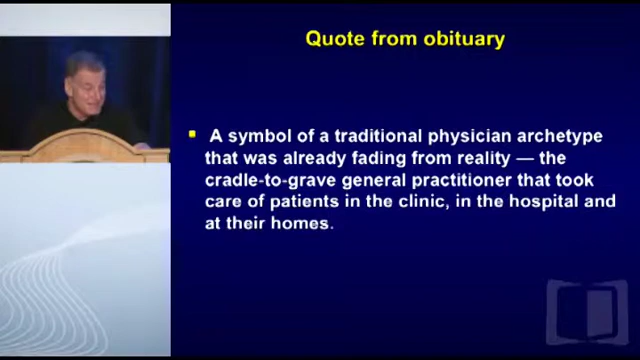 Quote from obituary
A symbol of a traditional physician archetype
that was already fading from reality — the
cradle-to-grave general practitioner that took
care of patients in the clinic, in the hospital and
at their homes.